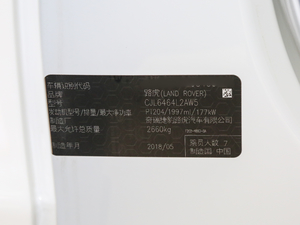 车辆识别代码
品牌 路虎(LAND ROVER)
型号 CJL6464L2AW5
发动机型号/排量/最大净功率 PT204/1997ml/177kW
制造厂 奇瑞捷豹路虎汽车有限公司
最大允许总质量 2660kg
制造年月 2018/05
乘员人数 7
制造国 中国